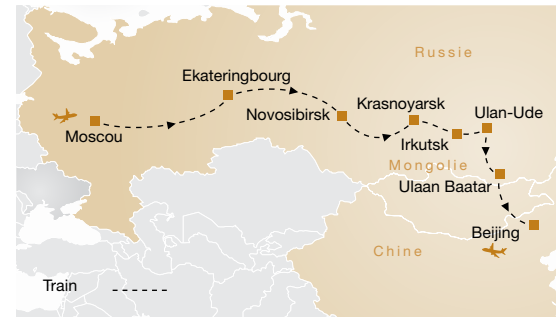 Russie
Ekateringbourg
Krasnoyarsk
Novosibirsk
Ulan-Ude
Moscou
Irkutsk
Mongolie
Ulaan Baatar
Beijing
Chine
Train